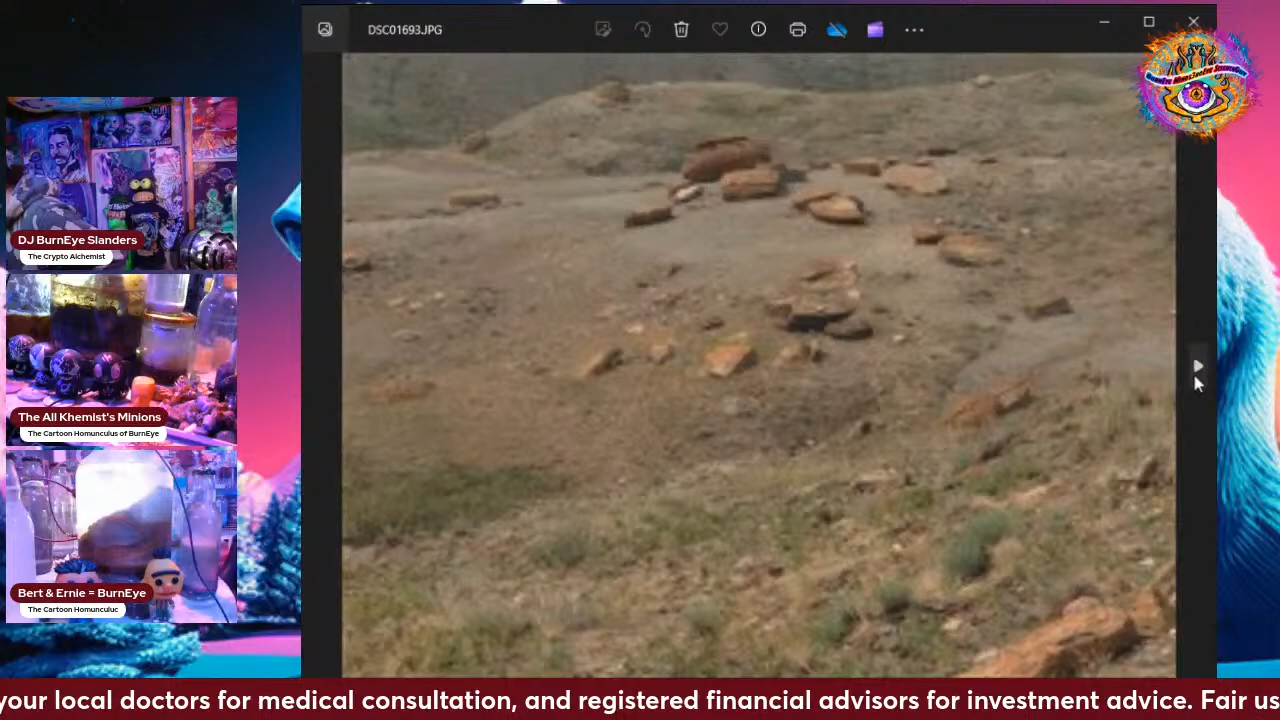 DSC01693.JPG
DJ BurnEye Slanders
The Crypto Alchemist
The All Khemist's Minions
The Cartoon Homunculus of BurnEye
Bert & Ernie = BurnEye
The Cartoon Homunculuc
your local doctors for medical consultation, and registered financial advisors for investment advice. Fair us